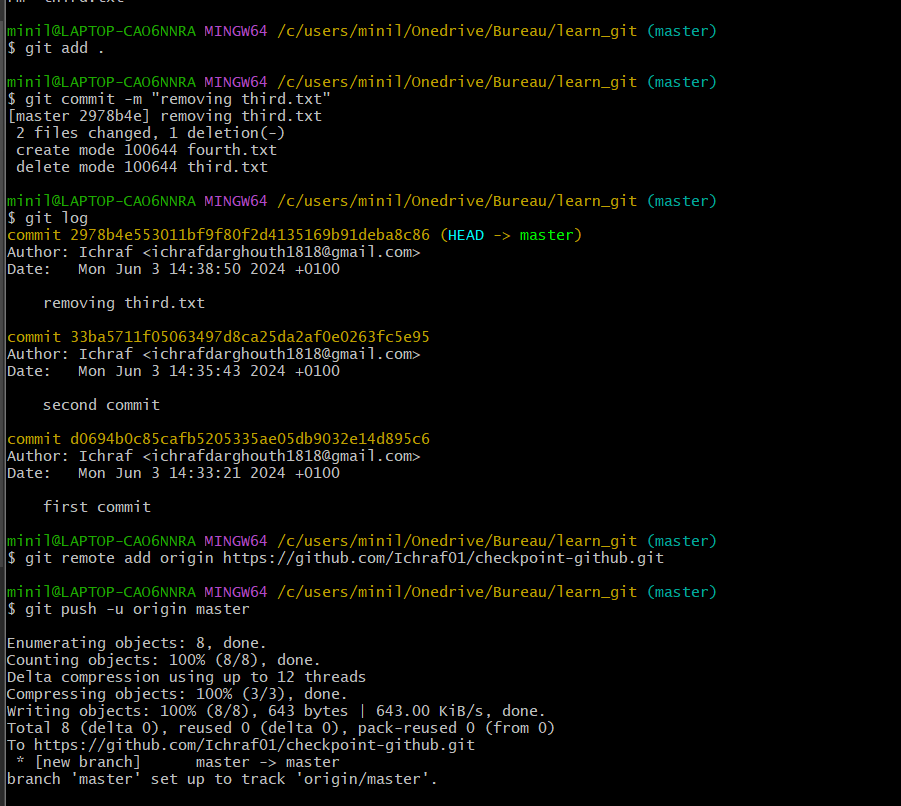 minil@LAPTOP-CAO6NNRA MINGW64 /c/users/minil/Onedrive/Bureau/learn_git (master)
$ git add .
minil@LAPTOP-CAO6NNRA MINGW64 /c/users/minil/Onedrive/Bureau/learn_git (master)
$ git commit -m "removing third.txt"
[master 2978b4e] removing third.txt
 2 files changed, 1 deletion(-)
 create mode 100644 fourth.txt
 delete mode 100644 third.txt
minil@LAPTOP-CAO6NNRA MINGW64 /c/users/minil/Onedrive/Bureau/learn_git (master)
$ git log
commit 2978b4e553011bf9f80f2d4135169b91deba8c86 (HEAD -> master)
Author: Ichraf <ichrafdarghouth1818@gmail.com>
Date:   Mon Jun 3 14:38:50 2024 +0100
    removing third.txt
commit 33ba5711f05063497d8ca25da2af0e0263fc5e95
Author: Ichraf <ichrafdarghouth1818@gmail.com>
Date:   Mon Jun 3 14:35:43 2024 +0100
    second commit
commit d0694b0c85cafb5205335ae05db9032e14d895c6
Author: Ichraf <ichrafdarghouth1818@gmail.com>
Date:   Mon Jun 3 14:33:21 2024 +0100
    first commit
minil@LAPTOP-CAO6NNRA MINGW64 /c/users/minil/Onedrive/Bureau/learn_git (master)
$ git remote add origin https://github.com/Ichraf01/checkpoint-github.git
minil@LAPTOP-CAO6NNRA MINGW64 /c/users/minil/Onedrive/Bureau/learn_git (master)
$ git push -u origin master
Enumerating objects: 8, done.
Counting objects: 100% (8/8), done.
Delta compression using up to 12 threads
Compressing objects: 100% (3/3), done.
Writing objects: 100% (8/8), 643 bytes | 643.00 KiB/s, done.
Total 8 (delta 0), reused 0 (delta 0), pack-reused 0 (from 0)
To https://github.com/Ichraf01/checkpoint-github.git
 * [new branch]      master -> master
branch 'master' set up to track 'origin/master'.